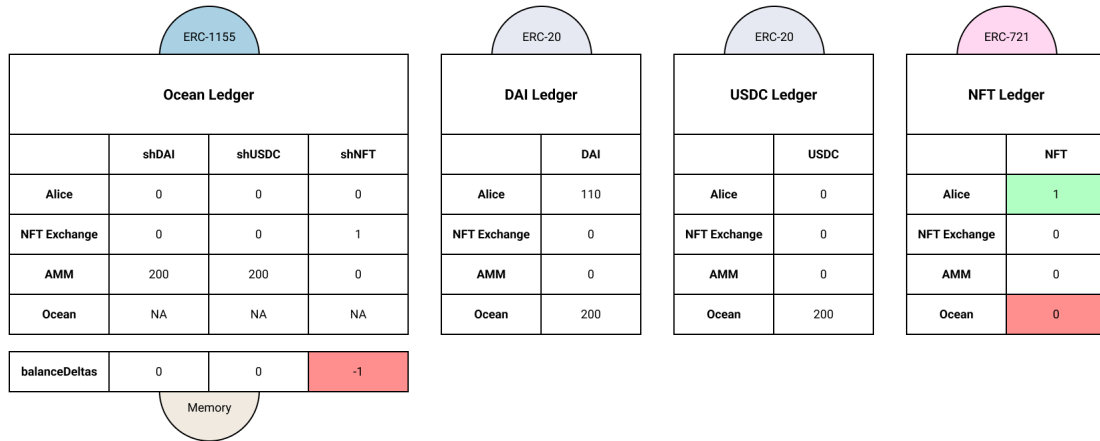 ERC-1155 ERC-20 ERC-20 ERC-721
Ocean Ledger
shDAI shUSDC shNFT
Alice 0 0 0
NFT Exchange 0 0 1
AMM 200 200 0
Ocean NA NA NA
balanceDeltas 0 0 -1
Memory
DAI Ledger
DAI
Alice 110
NFT Exchange 0
AMM 0
Ocean 200
USDC Ledger
USDC
Alice 0
NFT Exchange 0
AMM 0
Ocean 200
NFT Ledger
NFT
Alice 1
NFT Exchange 0
AMM 0
Ocean 0